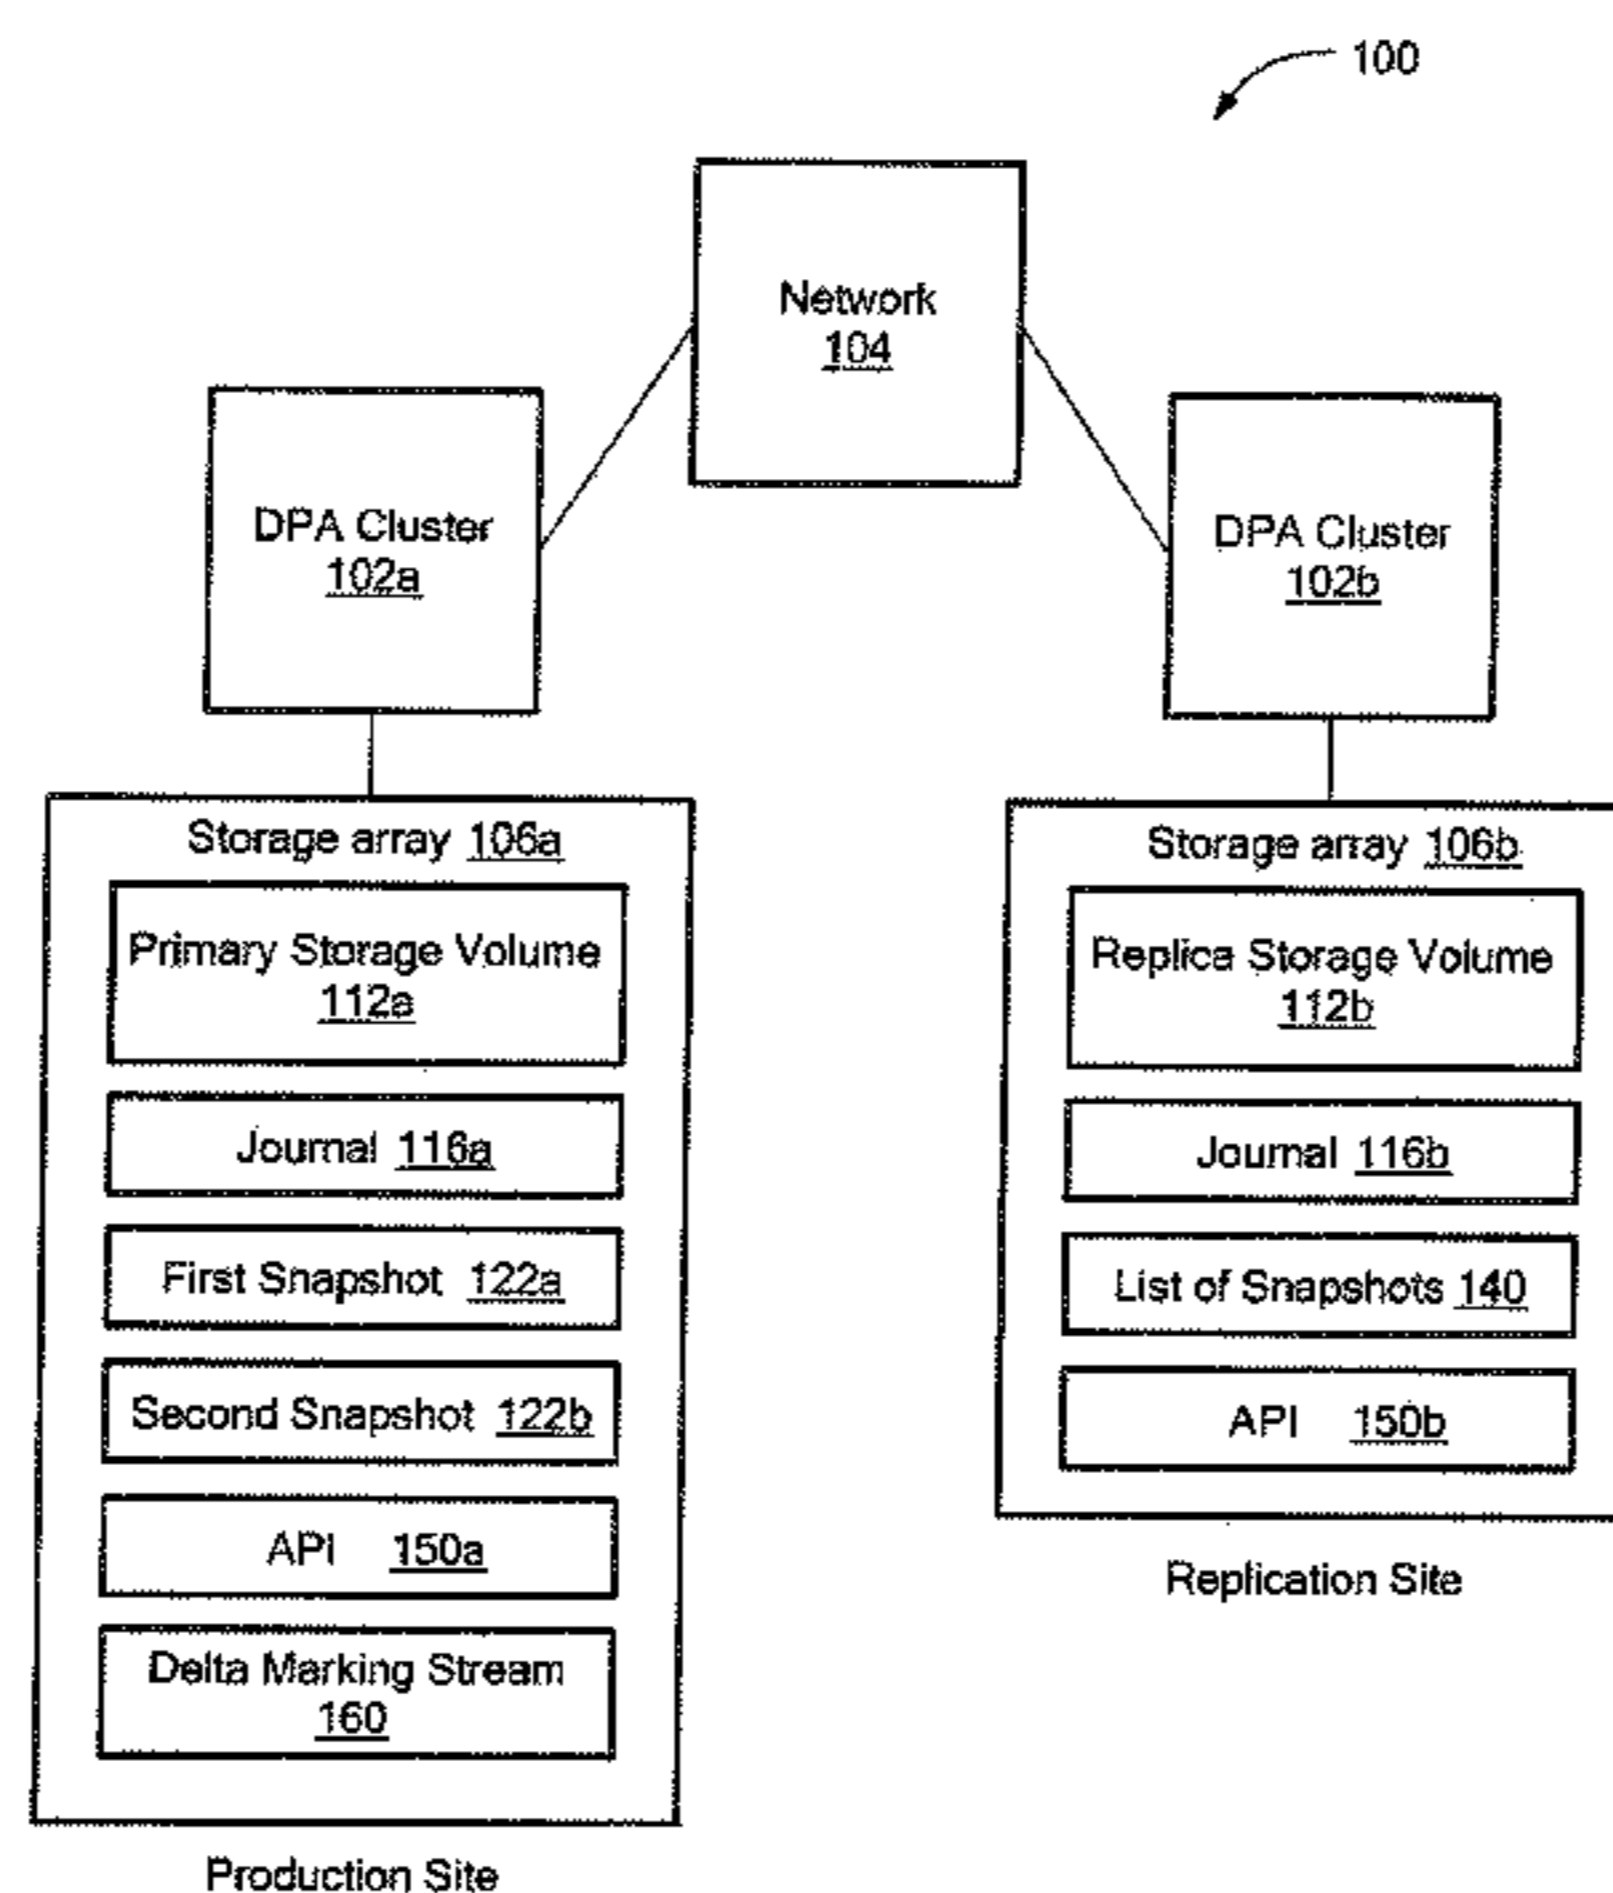 100
Network
104
DPA Cluster
102a
DPA Cluster
102b
Storage array 106a
Primary Storage Volume
112a
Journal 116a
First Snapshot 122a
Second Snapshot 122b
API 150a
Delta Marking Stream
160
Production Site
Storage array 106b
Replica Storage Volume
112b
Journal 116b
List of Snapshots 140
API 150b
Replication Site